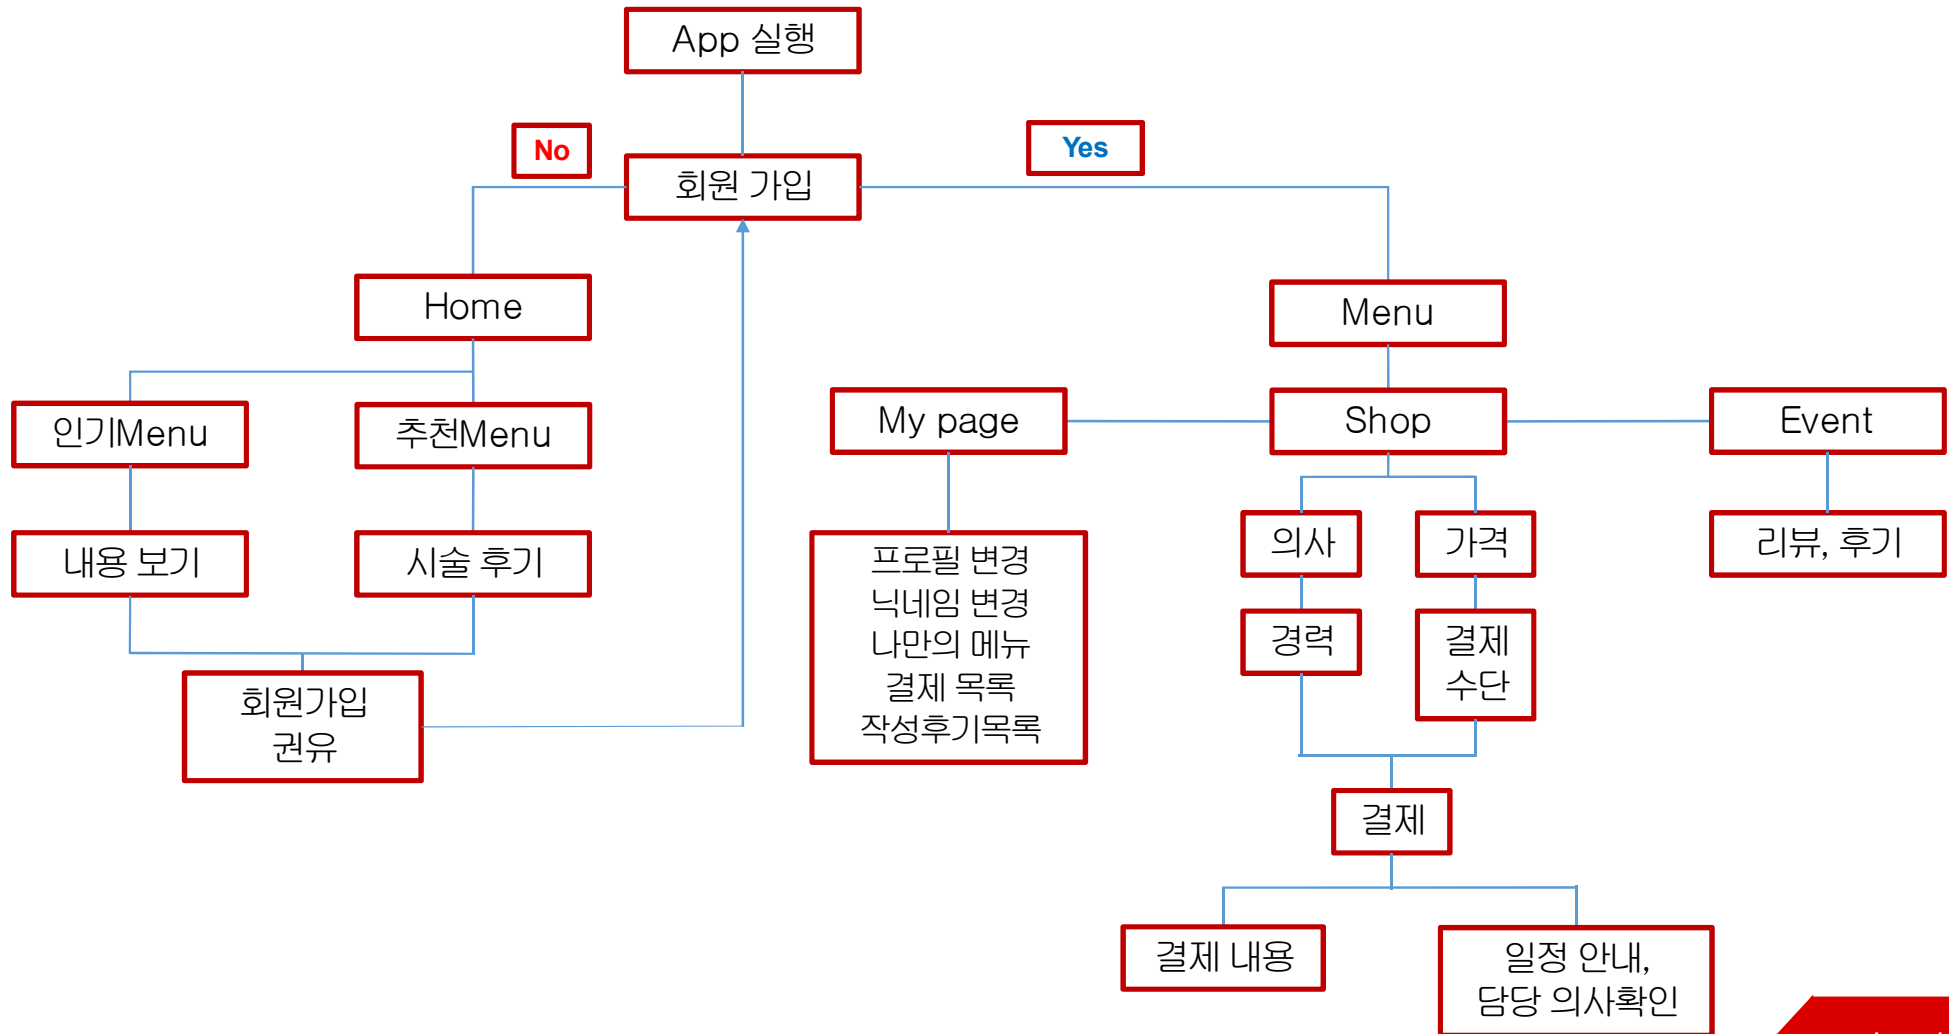 App 실행
No
Yes
회원 가입
Home
Menu
인기Menu
추천Menu
My page
Shop
Event
내용 보기
시술 후기
프로필 변경
닉네임 변경
나만의 메뉴
결제 목록
작성후기목록
의사
가격
리뷰, 후기
경력
결제
수단
회원가입
권유
결제
결제 내용
일정 안내,
담당 의사확인